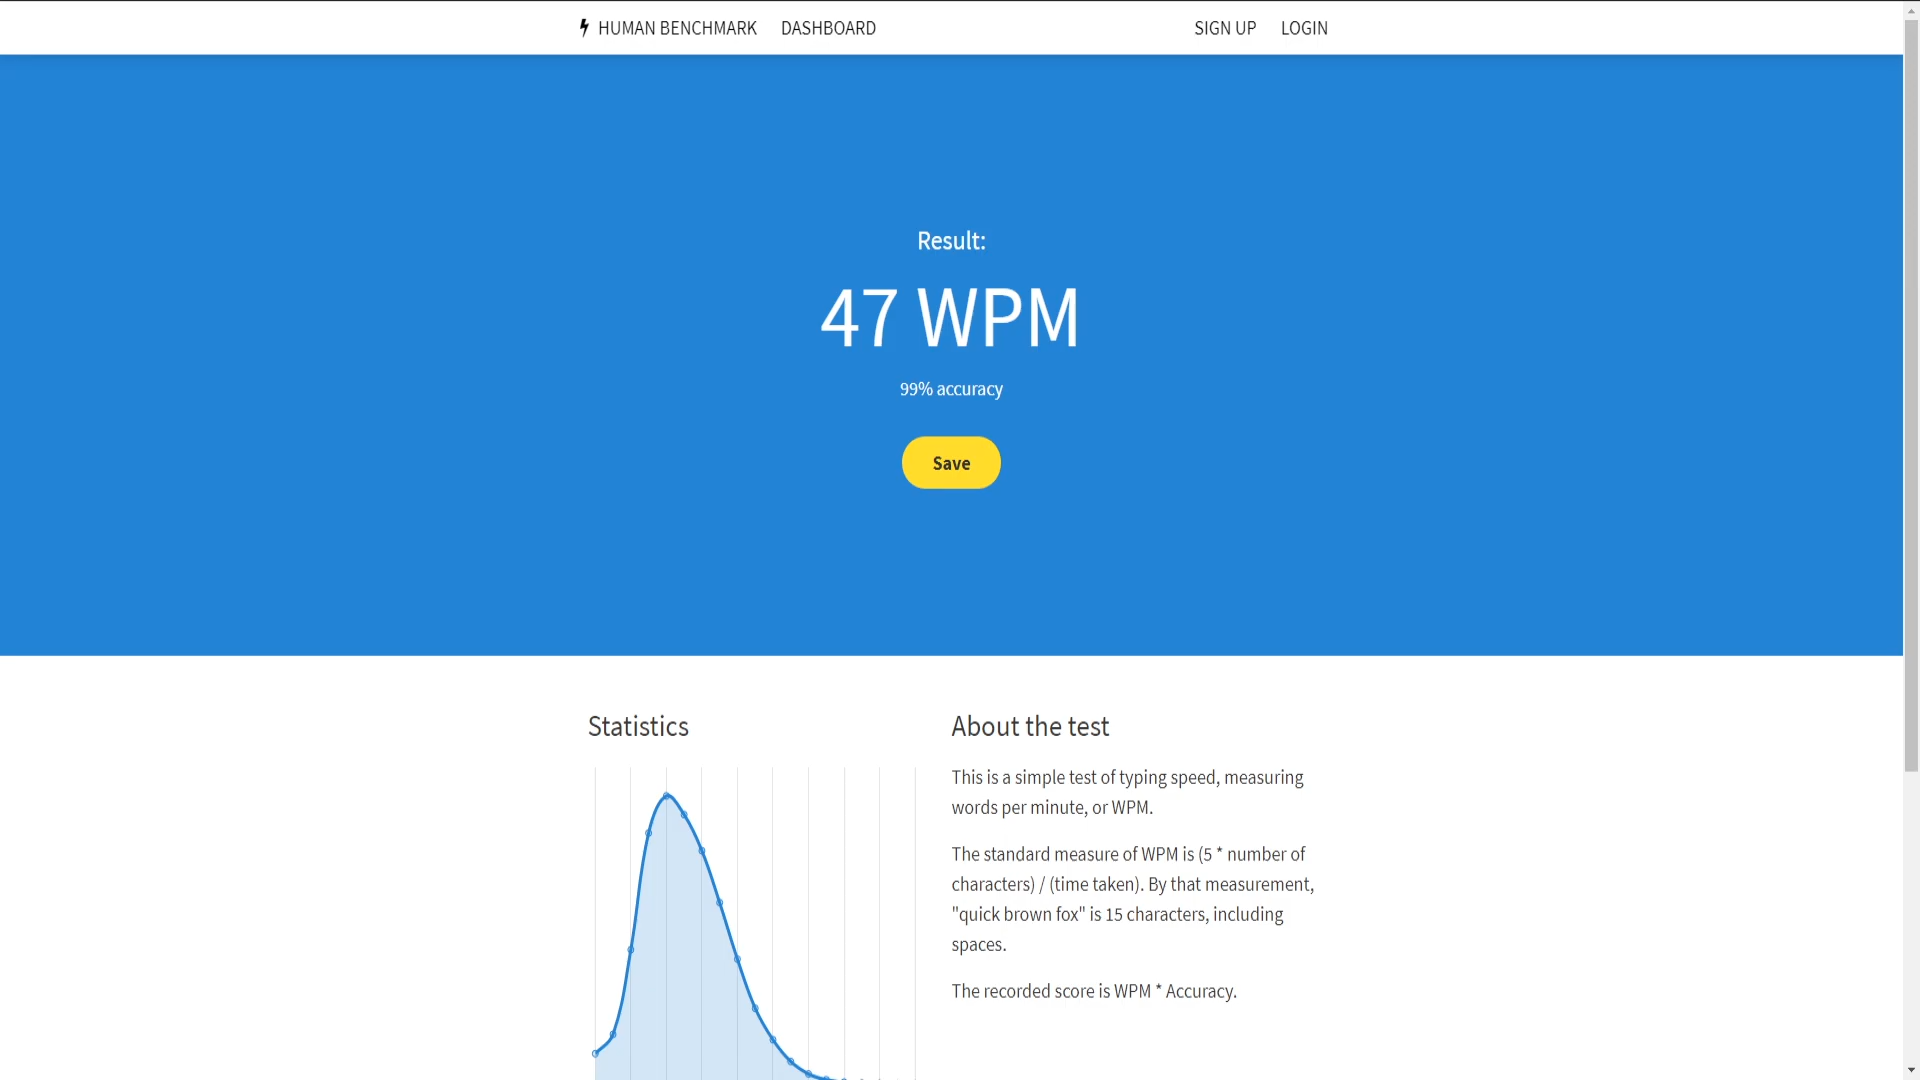 HUMAN BENCHMARK DASHBOARD SIGN UP LOGIN
Result:
47 WPM
99% accuracy
Save
Statistics
About the test
This is a simple test of typing speed, measuring
words per minute, or WPM.
The standard measure of WPM is (5 * number of
characters) / (time taken). By that measurement,
"quick brown fox" is 15 characters, including
spaces.
The recorded score is WPM * Accuracy.